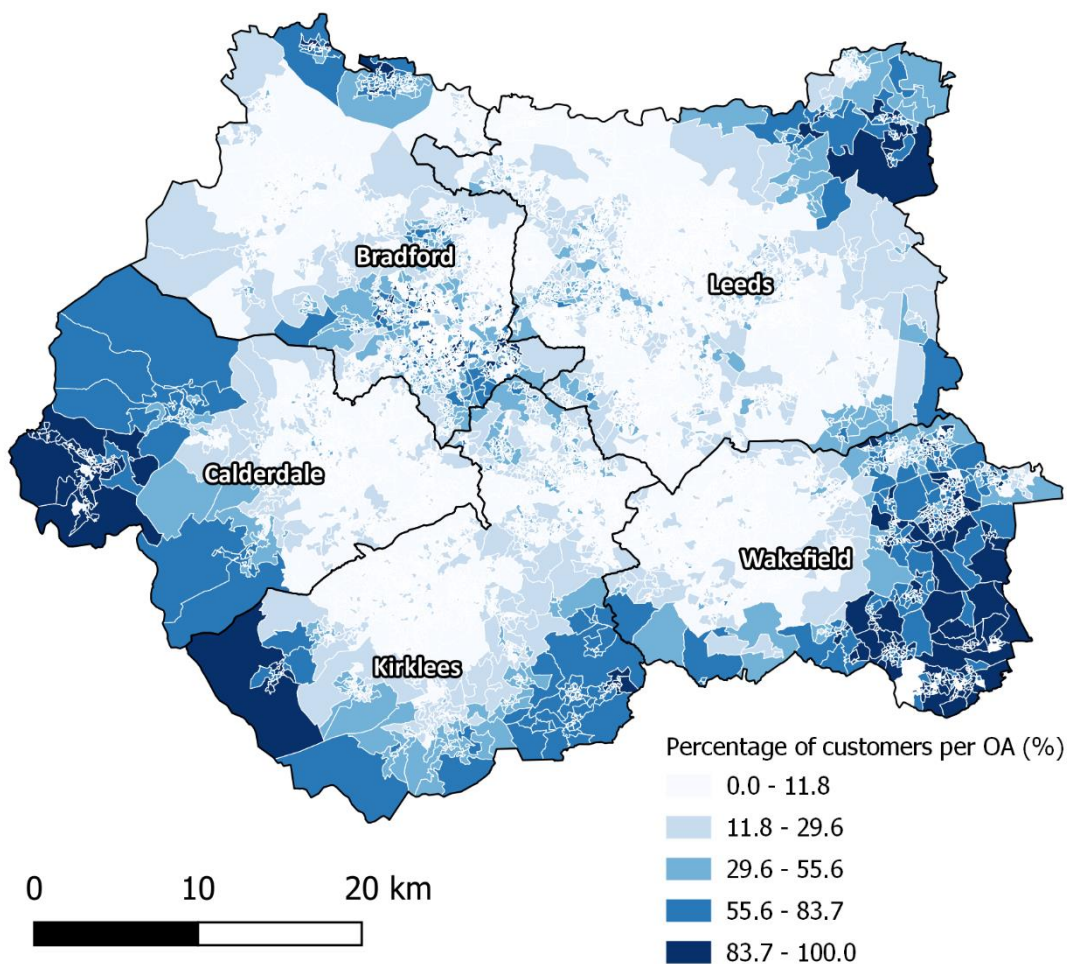 Bradford
Leeds
Calderdale
Wakefield
Kirklees
Percentage of customers per OA (%)
0.0 - 11.8
11.8 - 29.6
29.6 - 55.6
55.6 - 83.7
83.7 - 100.0
0 10 20 km